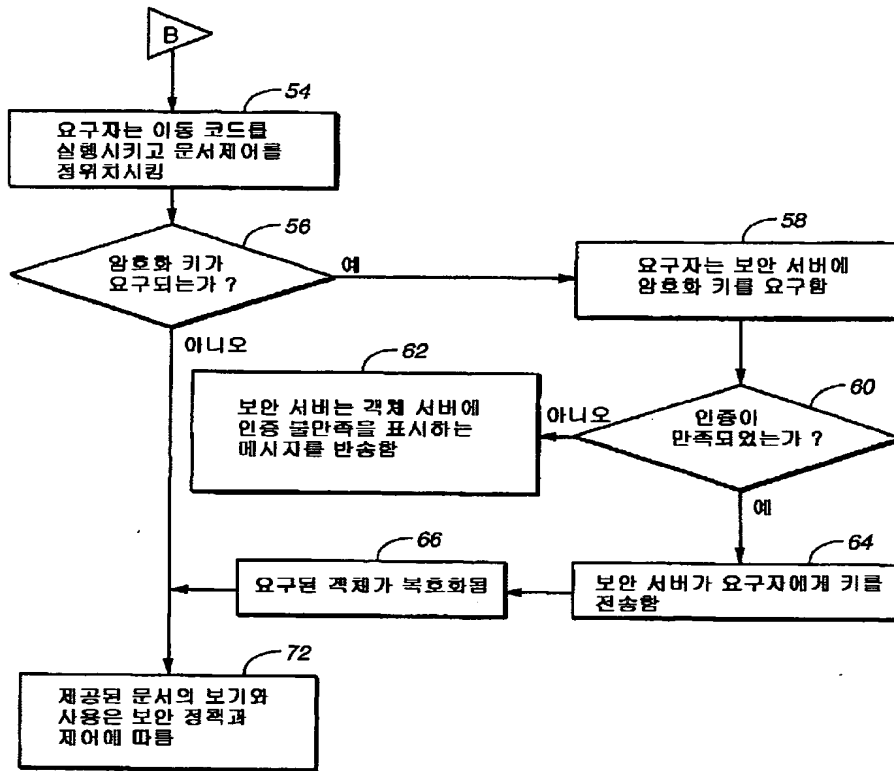 B
54
요구자는 이동 코드를
실행시키고 문서제어를
정위치시킴
56
암호화 키가
요구되는가 ?
예
58
요구자는 보안 서버에
암호화 키를 요구함
아니오
62
보안 서버는 객체 서버에
인증 불만족을 표시하는
메시지를 반송함
아니오
60
인증이
만족되었는가 ?
예
66
요구된 객체가 복호화됨
64
보안 서버가 요구자에게 키를
전송함
72
제공된 문서의 보기와
사용은 보안 정책과
제어에 따름